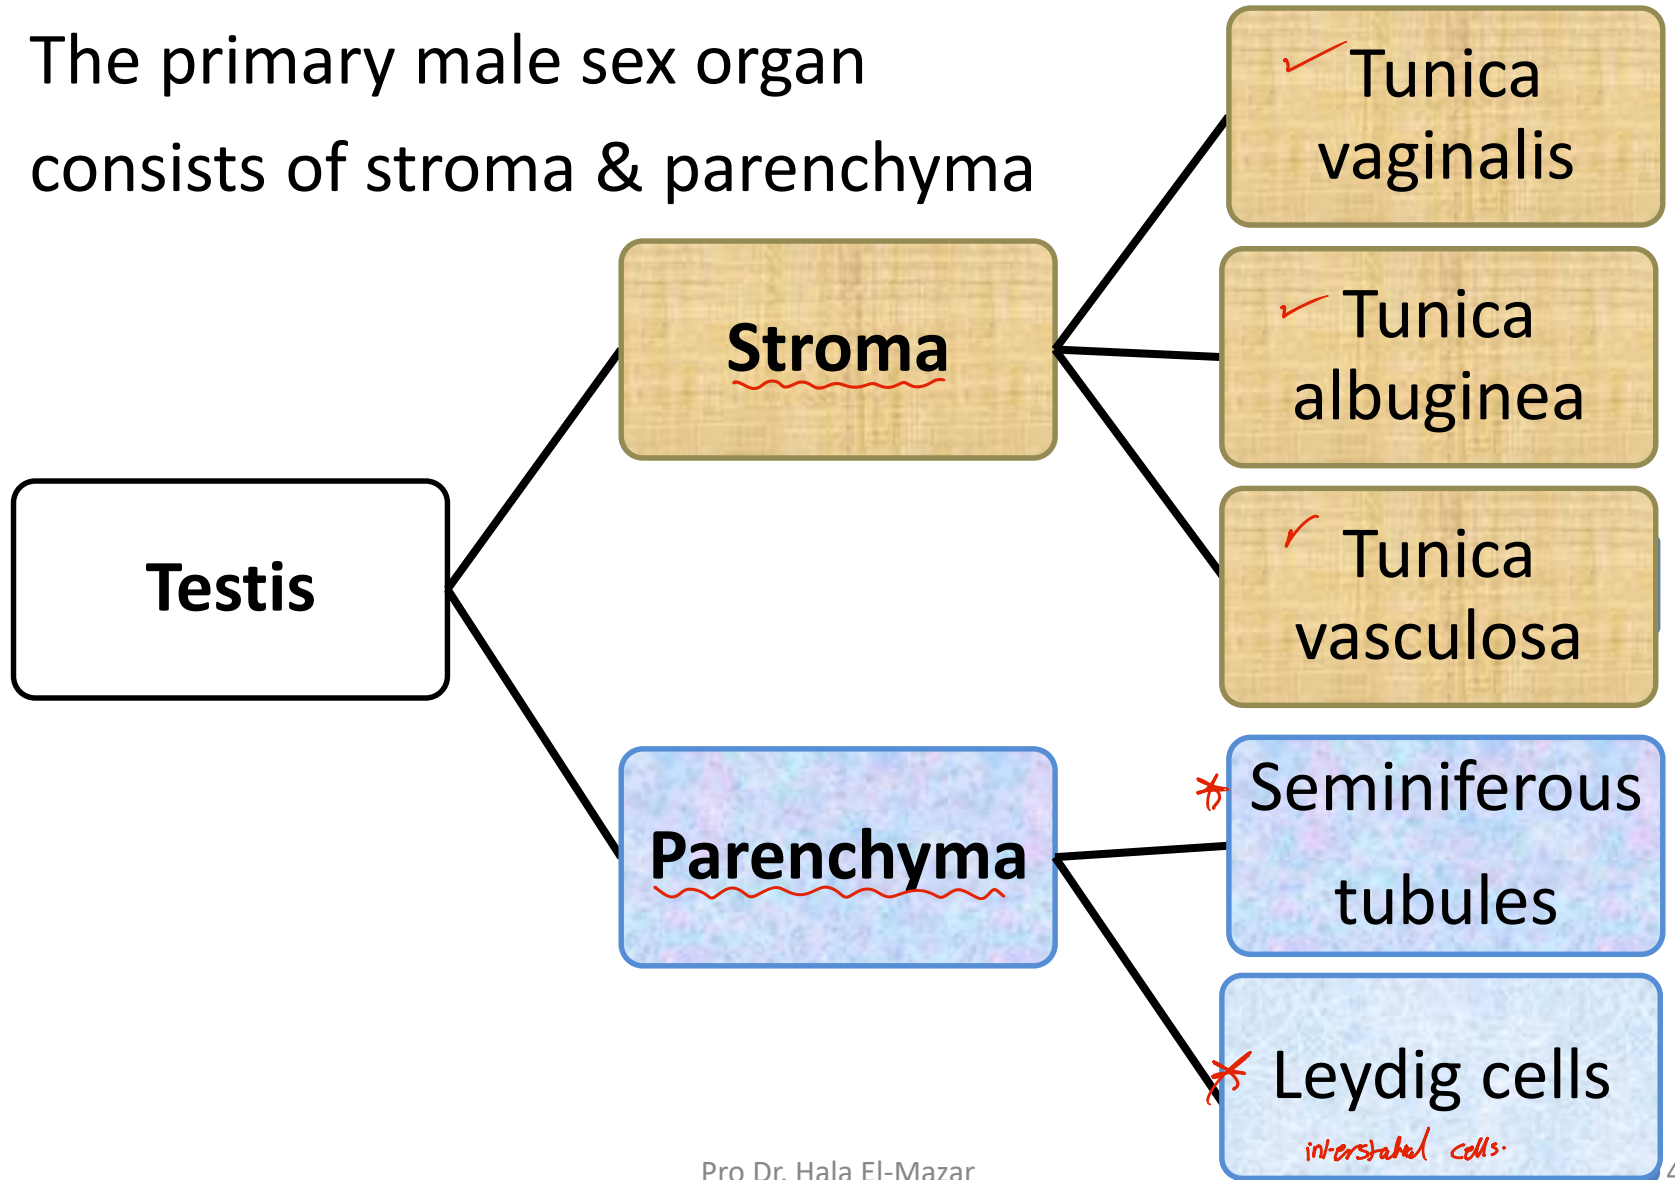 The primary male sex organ
consists of stroma & parenchyma
Testis
Stroma
Tunica
vaginalis
Tunica
albuginea
Tunica
vasculosa
Parenchyma
Seminiferous
tubules
Leydig cells
cells.
Pro Dr. Hala El-Mazar
4